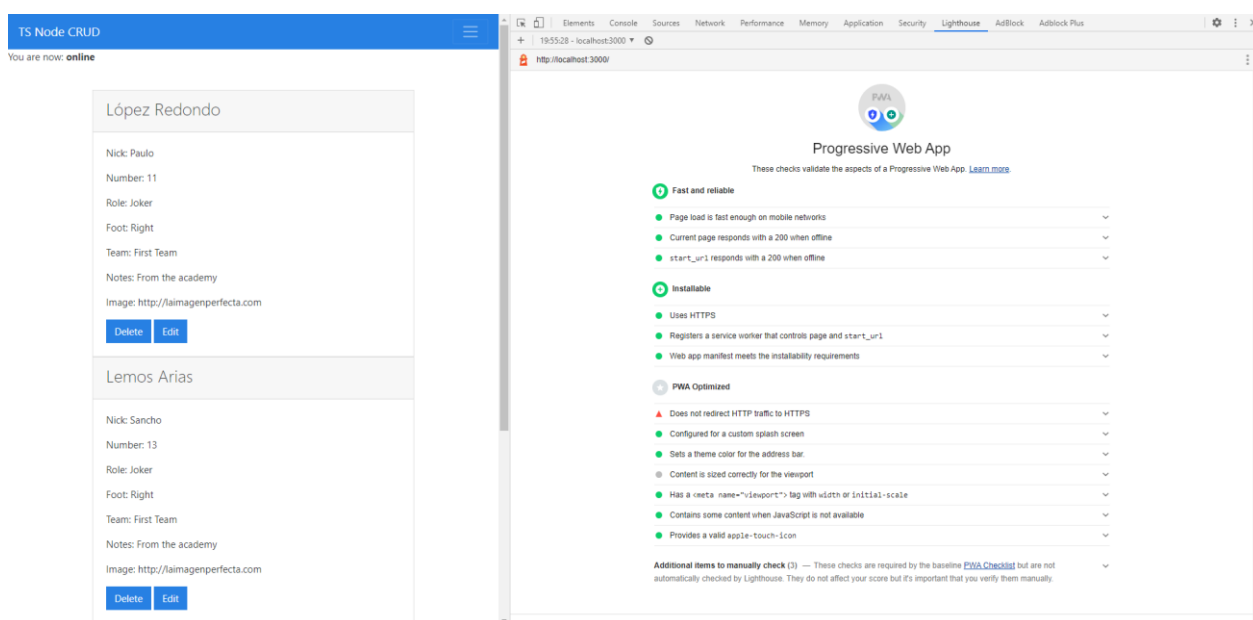 TS Node CRUD
You are now: online
López Redondo
Nick: Paulo
Number: 11
Role: Joker
Foot: Right
Team: First Team
Notes: From the academy
Image: http://laimagenperfecta.com
Delete Edit
Lemos Arias
Nick: Sancho
Number: 13
Role: Joker
Foot: Right
Team: First Team
Notes: From the academy
Image: http://laimagenperfecta.com
Delete Edit
Elements Console Sources Network Performance Memory Application Security Lighthouse AdBlock Adblock Plus
19:55:28 - localhost:3000
http://localhost:3000/
PWA
Progressive Web App
These checks validate the aspects of a Progressive Web App. Learn more.
Fast and reliable
Page load is fast enough on mobile networks
Current page responds with a 200 when offline
start_url responds with a 200 when offline
Installable
Uses HTTPS
Registers a service worker that controls page and start_url
Web app manifest meets the installability requirements
PWA Optimized
Does not redirect HTTP traffic to HTTPS
Configured for a custom splash screen
Sets a theme color for the address bar.
Content is sized correctly for the viewport
Has a <meta name="viewport"> tag with width or initial-scale
Contains some content when JavaScript is not available
Provides a valid apple-touch-icon
Additional items to manually check (3) — These checks are required by the baseline PWA Checklist but are not
automatically checked by Lighthouse. They do not affect your score but it's important that you verify them manually.